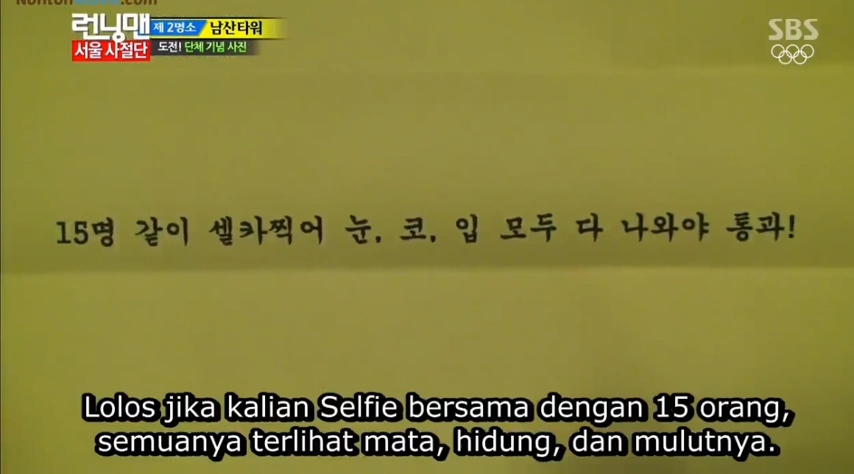 런닝맨 제 2명소 남산타워
서울 사절단 도전! 단체 기념 사진
SBS
15명 같이 셀카찍어 눈, 코, 입 모두 다 나와야 통과!
Lolos jika kalian Selfie bersama dengan 15 orang,
semuanya terlihat mata, hidung, dan mulutnya.